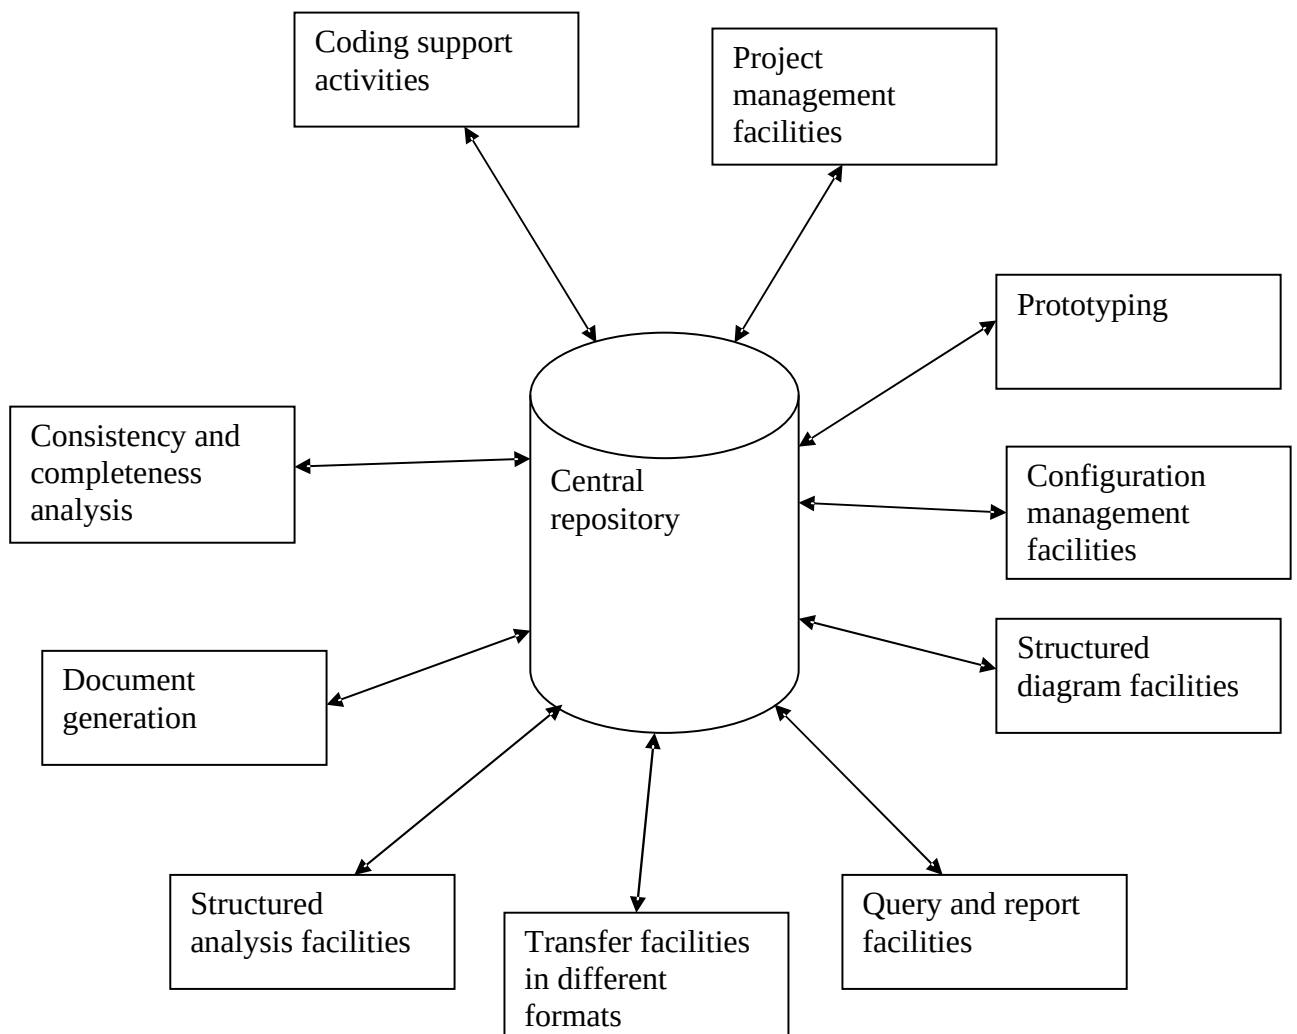 Coding support
activities
Project
management
facilities
Prototyping
Consistency and
completeness
analysis
Central
repository
Configuration
management
facilities
Structured
diagram facilities
Document
generation
Structured
analysis facilities
Transfer facilities
in different
formats
Query and report
facilities